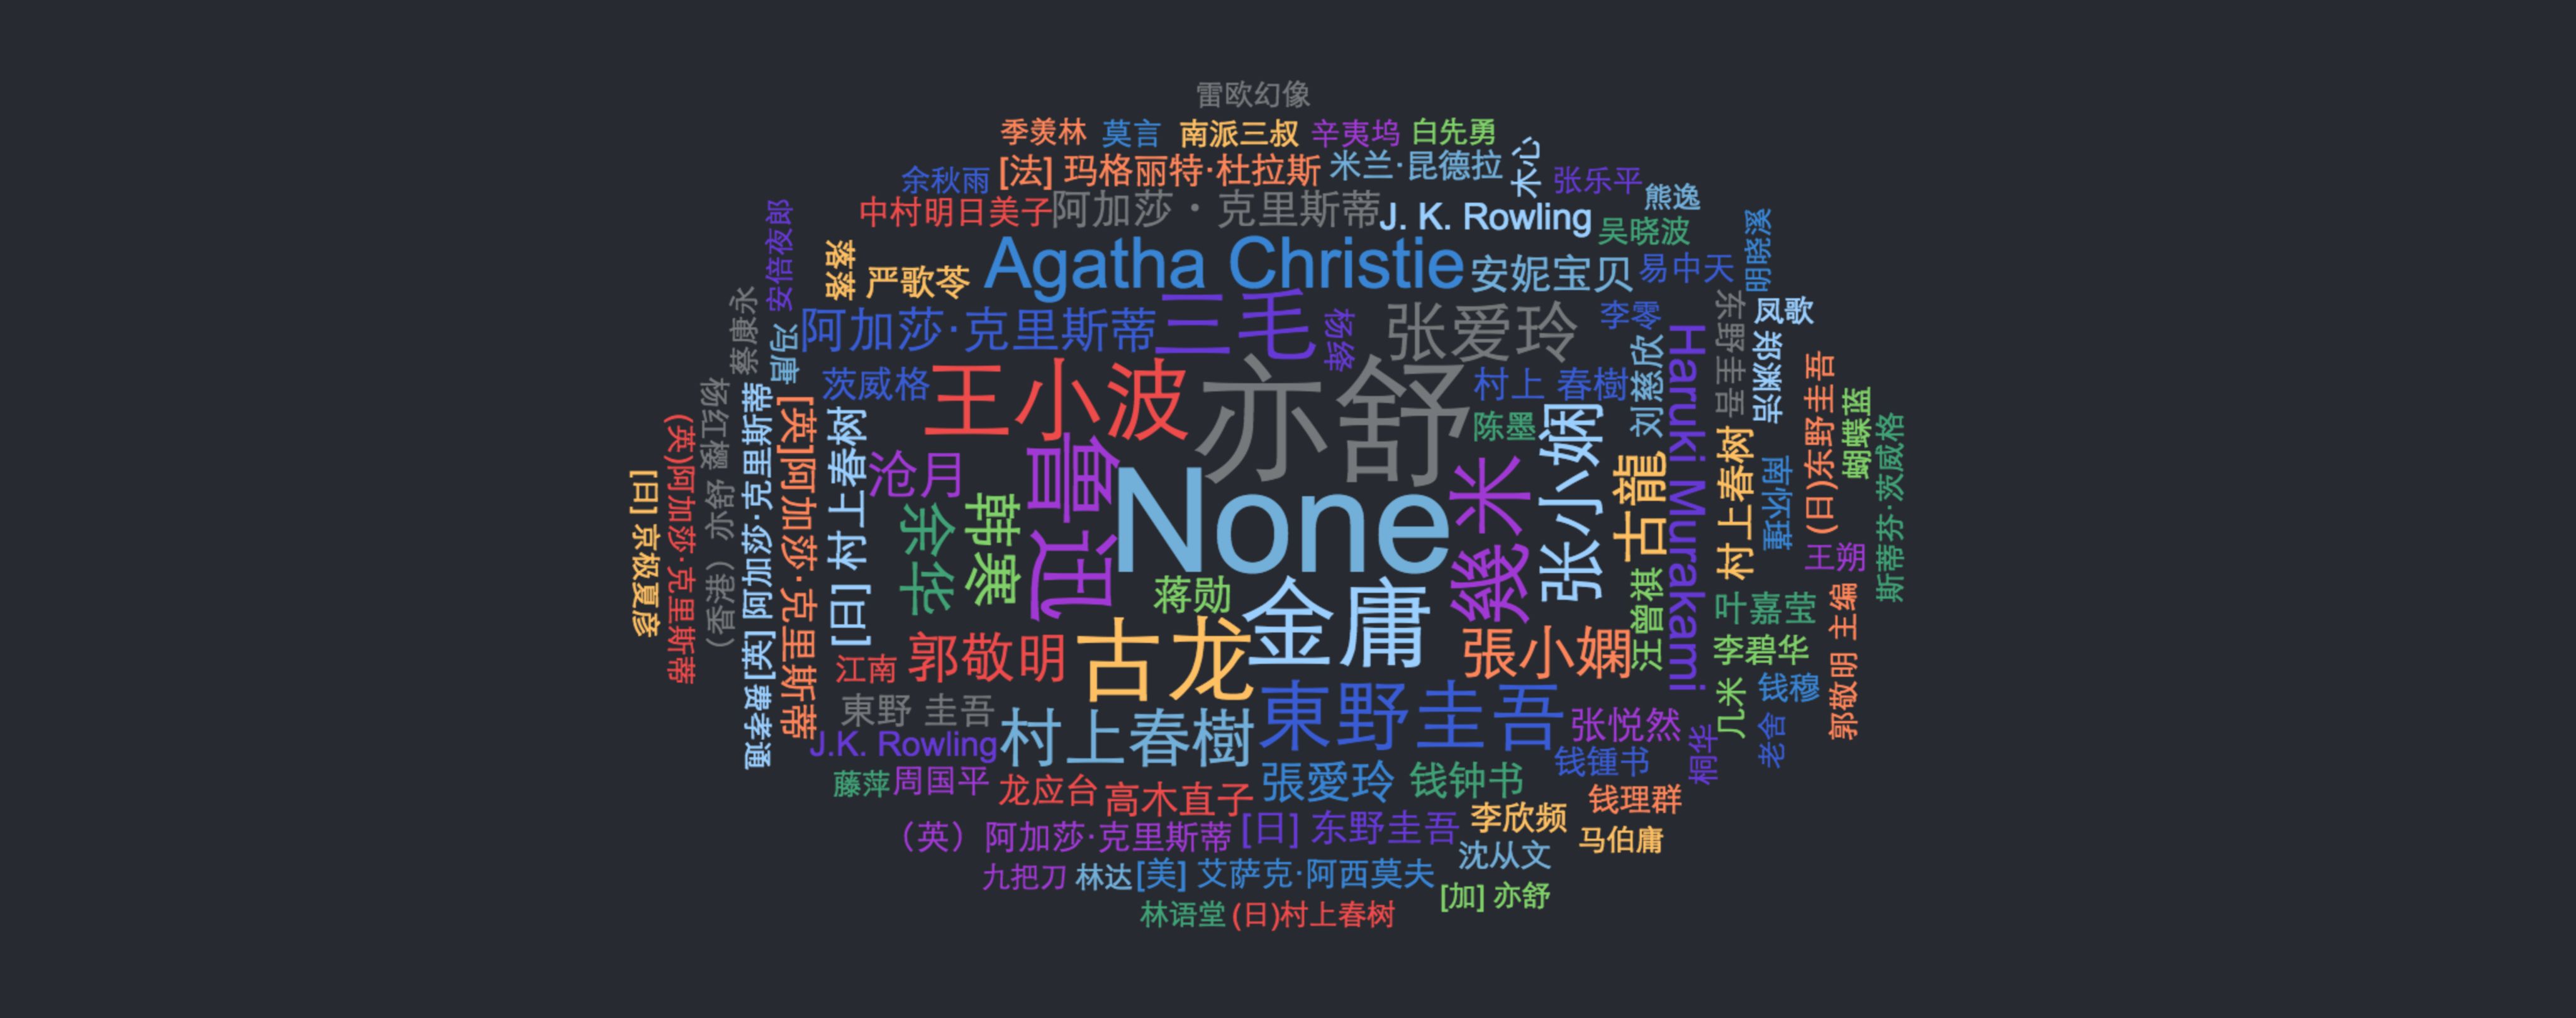 雷欧幻像
季羡林
莫言
南派三叔
辛夷坞
白先勇
余秋雨
[法] 玛格丽特·杜拉斯
米兰·昆德拉
木心
张乐平
熊逸
中村明日美子
阿加莎・克里斯蒂
J. K. Rowling
吴晓波
安倍夜郎
落落
严歌苓
Agatha Christie
安妮宝贝
易中天
明晓溪
蔡康永
冯唐
阿加莎·克里斯蒂
三毛
杨绛
张爱玲
李零
东野圭吾
凤歌
茨威格
王小波
亦舒
村上 春樹
刘慈欣
Haruki Murakami
郑渊洁
(日)东野圭吾
蝴蝶蓝
斯蒂芬·茨威格
陈墨
杨红樱
[英] 阿加莎·克里斯蒂
[英]阿加莎·克里斯蒂
[日] 村上春树
沧月
鲁迅
None
幾米
张小娴
古龍
村上春树
南怀瑾
王朔
(英)阿加莎·克里斯蒂
[日] 京极夏彦
（香港）亦舒
余华
韩寒
蒋勋
金庸
汪曾祺
叶嘉莹
郭敬明 主编
江南
郭敬明
古龙
張小嫻
李碧华
几米
钱穆
老舍
東野 圭吾
村上春樹
東野圭吾
张悦然
桐华
J.K. Rowling
钱锺书
藤萍
周国平
龙应台
高木直子
張愛玲
钱钟书
钱理群
（英）阿加莎·克里斯蒂
[日] 东野圭吾
李欣频
马伯庸
沈从文
九把刀
林达
[美] 艾萨克·阿西莫夫
[加] 亦舒
林语堂
(日)村上春树